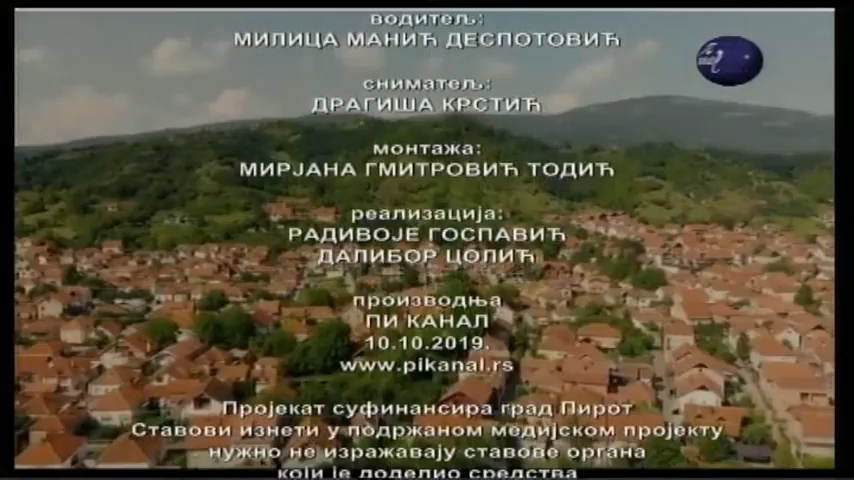 водитељ:
МИЛИЦА МАНИЋ ДЕСПОТОВИЋ
сниматељ:
ДРАГИША КРСТИЋ
монтажа:
МИРЈАНА ГМИТРОВИЋ ТОДИЋ
реализација:
РАДИВОЈЕ ГОСПАВИЋ
ДАЛИБОР ЦОЛИЋ
производња
ПИ КАНАЛ
10.10.2019.
www.pikanal.rs
Пројекат суфинансира град Пирот
Ставови изнети у подржаном медијском пројекту
нужно не изражавају ставове органа
који је доделио средства